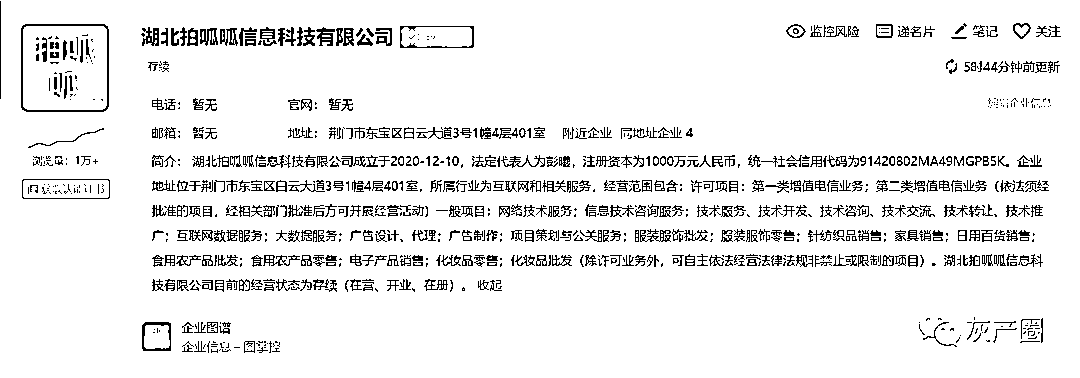 湖北拍呱呱信息科技有限公司
监控风险 递名片 笔记 关注
存续
5时44分钟前更新
拍呱
呱
电话： 暂无 官网： 暂无
邮箱： 暂无 地址： 荆门市东宝区白云大道3号1幢4层401室 附近企业 同地址企业 4
浏览量：1万+
简介： 湖北拍呱呱信息科技有限公司成立于2020-12-10，法定代表人为彭曦，注册资本为1000万元人民币，统一社会信用代码为91420802MA49MGPB5K。企业
地址位于荆门市东宝区白云大道3号1幢4层401室，所属行业为互联网和相关服务，经营范围包含：许可项目：第一类增值电信业务；第二类增值电信业务（依法须经
批准的项目，经相关部门批准后方可开展经营活动）一般项目：网络技术服务；信息技术咨询服务；技术服务、技术开发、技术咨询、技术交流、技术转让、技术推
广；互联网数据服务；大数据服务；广告设计、代理；广告制作；项目策划与公关服务；服装服饰批发；服装服饰零售；针纺织品销售；家具销售；日用百货销售；
食用农产品批发；食用农产品零售；电子产品销售；化妆品零售；化妆品批发（除许可业务外，可自主依法经营法律法规非禁止或限制的项目）。湖北拍呱呱信息科
技有限公司目前的经营状态为存续（在营、开业、在册）。 收起
企业图谱
企业信息一图掌控
灰产圈